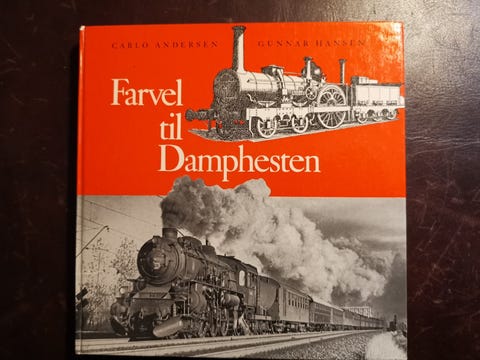 CARLO ANDERSEN GUNNAR HANSEN
Farvel
til
Damphesten